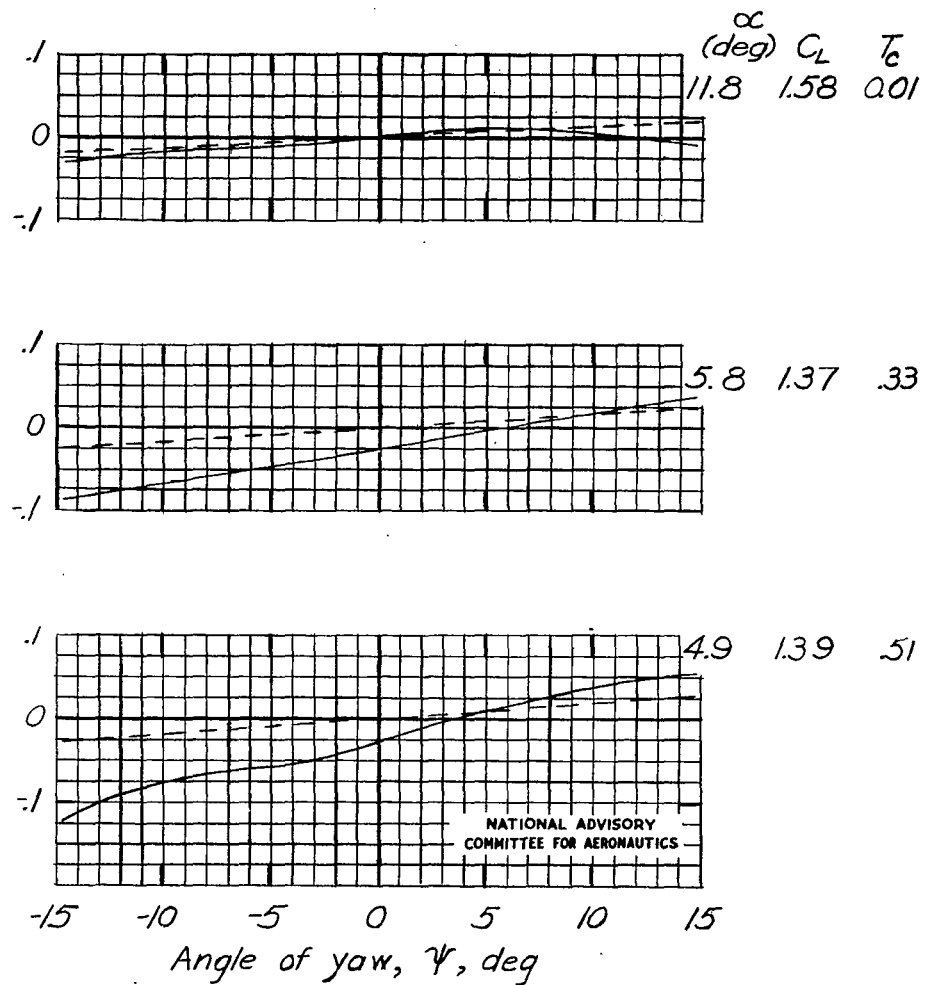 α
(deg) C_L T_c
.1
11.8 1.58 0.01
0
-.1
.1
5.8 1.37 .33
0
-.1
.1
4.9 1.39 .51
0
-.1
NATIONAL ADVISORY
COMMITTEE FOR AERONAUTICS
-15 -10 -5 0 5 10 15
Angle of yaw, Ψ, deg